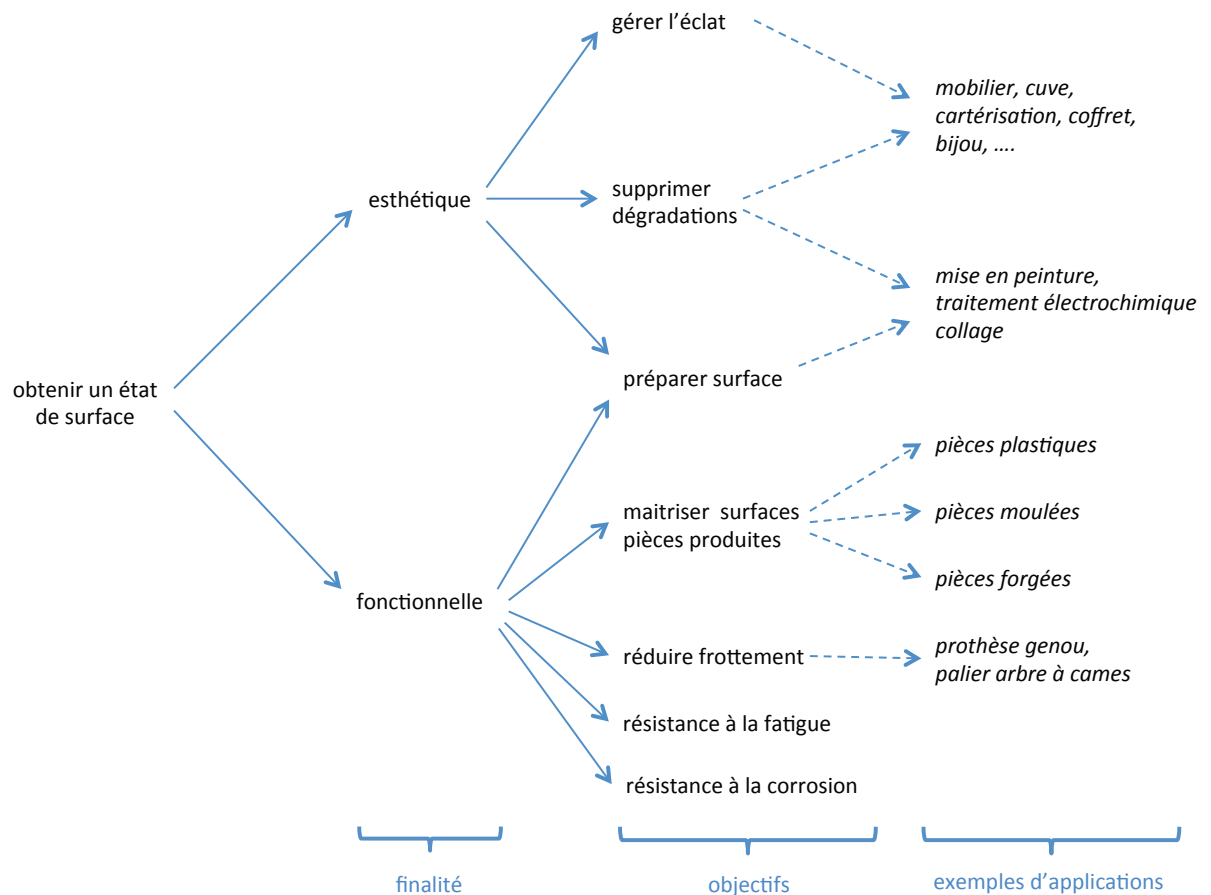 gérer l’éclat
mobilier, cuve,
cartérisation, coffret,
bijou, ....
esthétique
supprimer
dégradations
mise en peinture,
traitement électrochimique
collage
obtenir un état
de surface
préparer surface
pièces plastiques
maitriser surfaces
pièces produites
pièces moulées
pièces forgées
fonctionnelle
réduire frottement
prothèse genou,
palier arbre à cames
résistance à la fatigue
résistance à la corrosion
finalité
objectifs
exemples d’applications